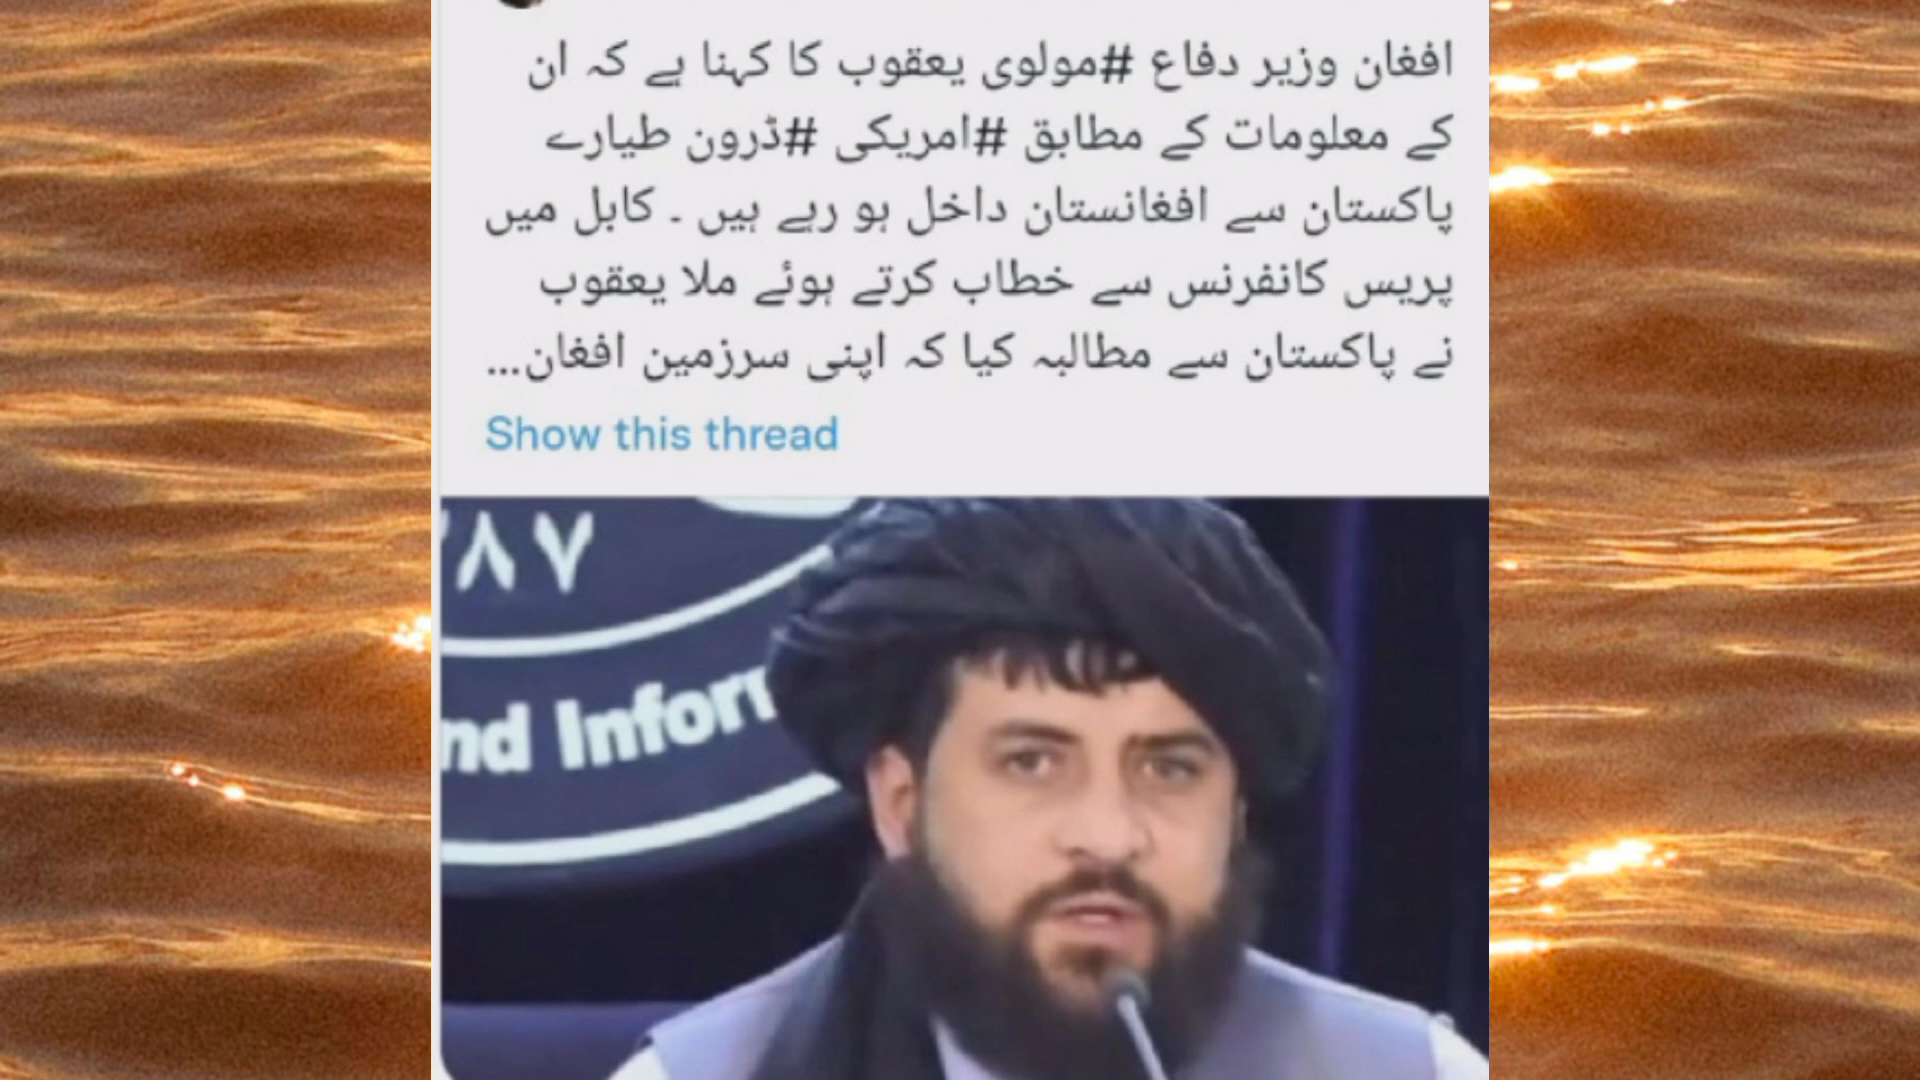 افغان وزیر دفاع #مولوی یعقوب کا کہنا ہے کہ ان
کے معلومات کے مطابق #امریکی #ڈرون طیارے
پاکستان سے افغانستان داخل ہو رہے ہیں ۔ کابل میں
پریس کانفرنس سے خطاب کرتے ہوئے ملا یعقوب
نے پاکستان سے مطالبہ کیا کہ اپنی سرزمین افغان...
Show this thread
۸۷
nd Infor